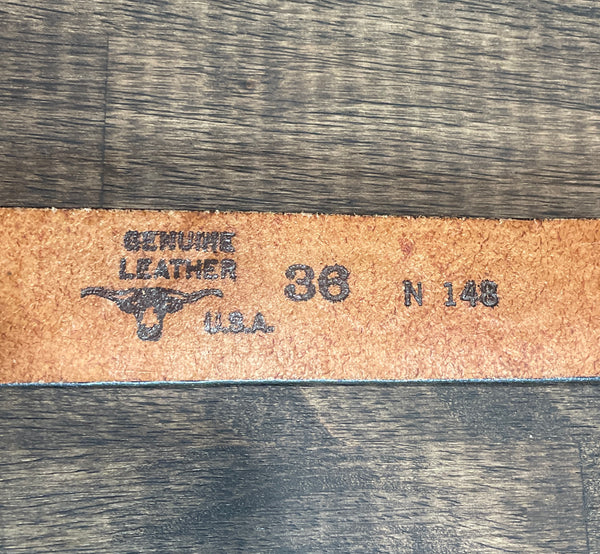 GENUINE
LEATHER
U.S.A.
36
N 148